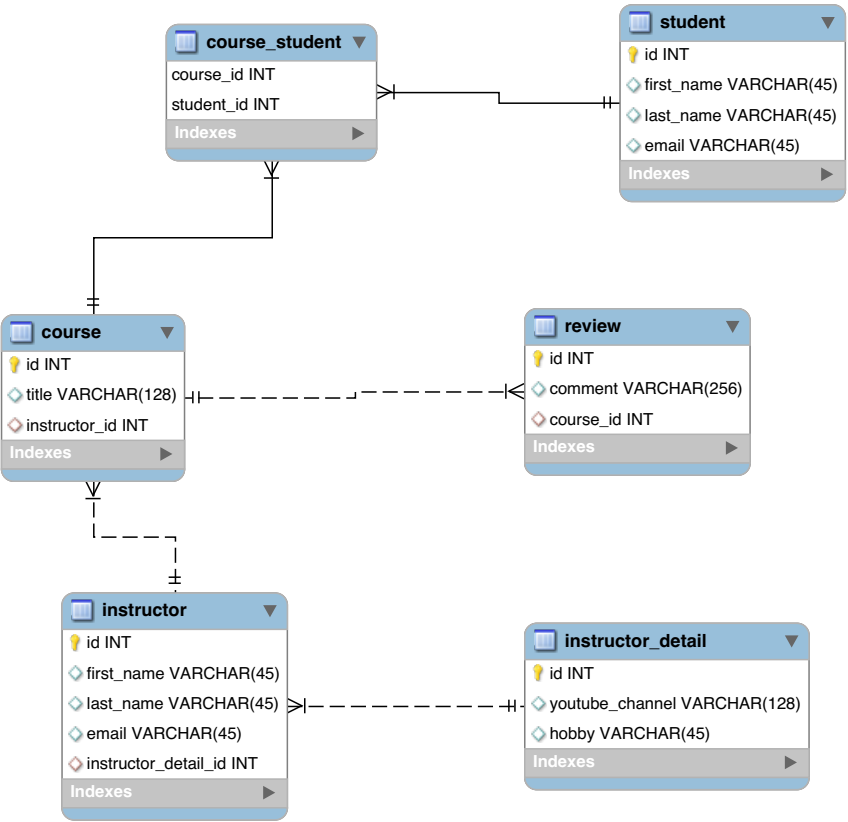 course_student
course_id INT
student_id INT
Indexes
student
id INT
first_name VARCHAR(45)
last_name VARCHAR(45)
email VARCHAR(45)
Indexes
course
id INT
title VARCHAR(128)
instructor_id INT
Indexes
review
id INT
comment VARCHAR(256)
course_id INT
Indexes
instructor
id INT
first_name VARCHAR(45)
last_name VARCHAR(45)
email VARCHAR(45)
instructor_detail_id INT
Indexes
instructor_detail
id INT
youtube_channel VARCHAR(128)
hobby VARCHAR(45)
Indexes